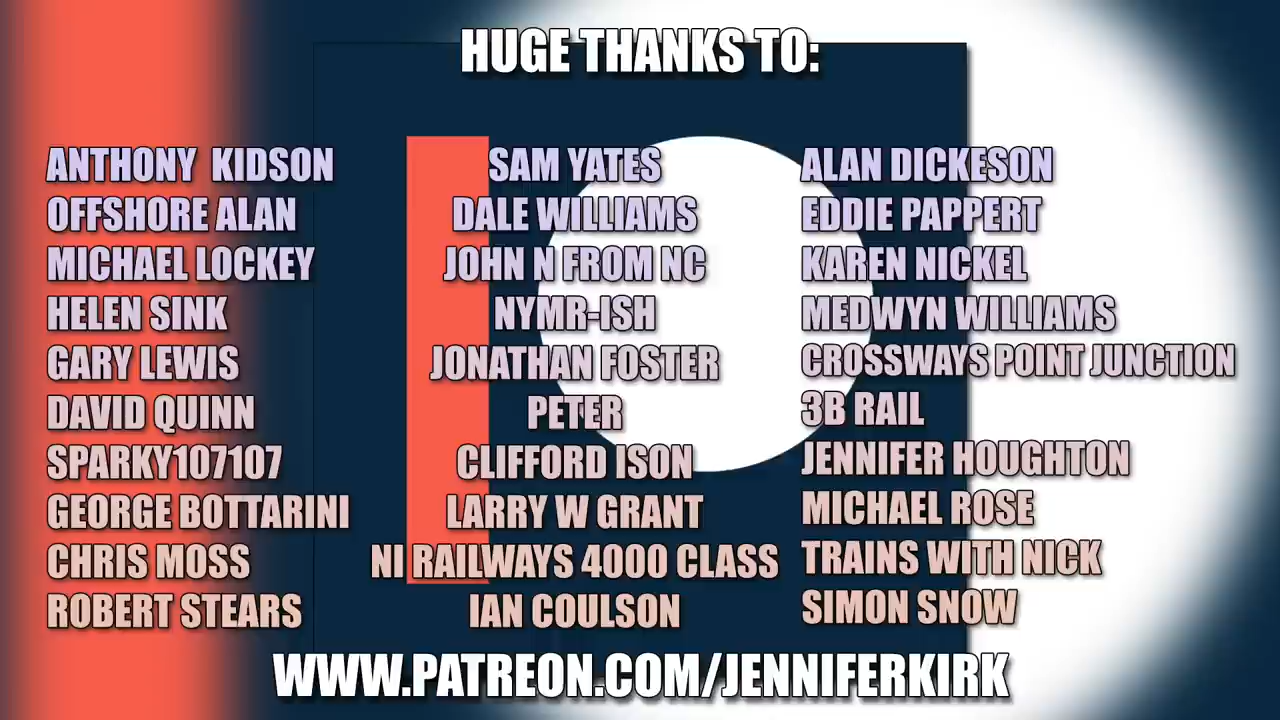 HUGE THANKS TO:
ANTHONY KIDSON
OFFSHORE ALAN
MICHAEL LOCKEY
HELEN SINK
GARY LEWIS
DAVID QUINN
SPARKY107107
GEORGE BOTTARINI
CHRIS MOSS
ROBERT STEARS
SAM YATES
DALE WILLIAMS
JOHN N FROM NC
NYMR-ISH
JONATHAN FOSTER
PETER
CLIFFORD ISON
LARRY W GRANT
NI RAILWAYS 4000 CLASS
IAN COULSON
ALAN DICKESON
EDDIE PAPPERT
KAREN NICKEL
MEDWYN WILLIAMS
CROSSWAYS POINT JUNCTION
3B RAIL
JENNIFER HOUGHTON
MICHAEL ROSE
TRAINS WITH NICK
SIMON SNOW
WWW.PATREON.COM/JENNIFERKIRK